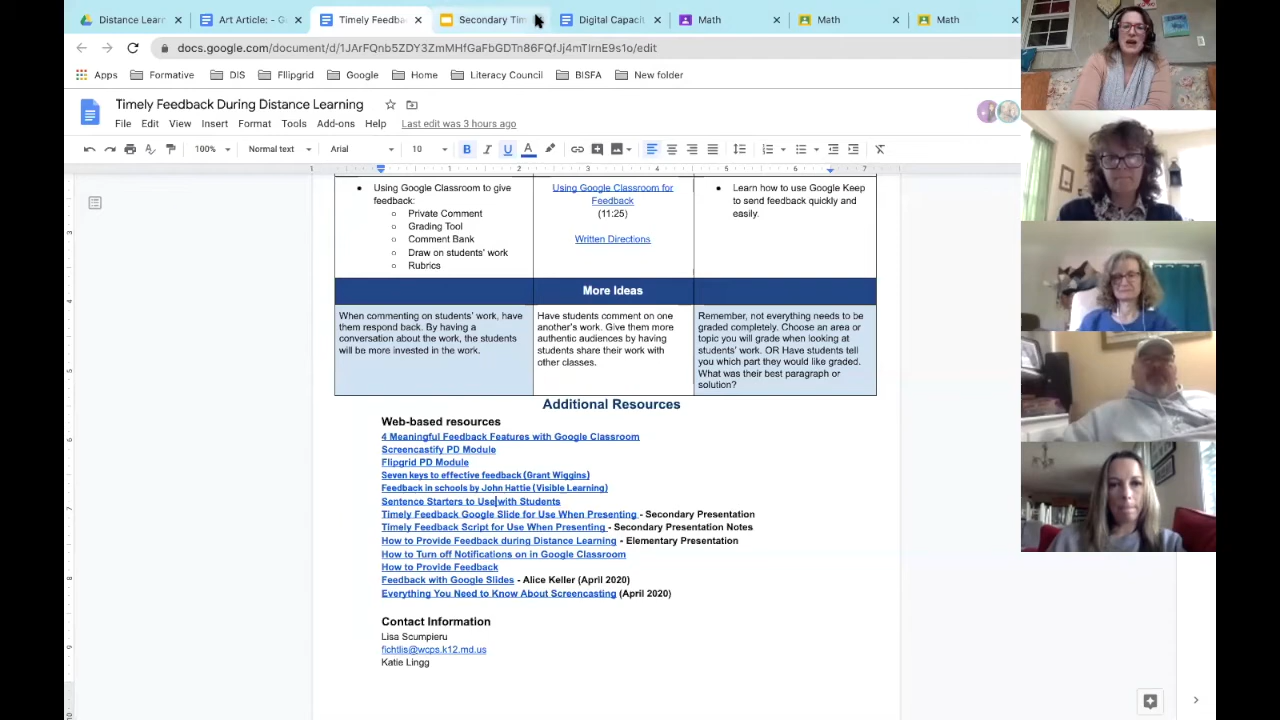 Distance Learn
Art Article: - G
Timely Feedba
Secondary Tim
Digital Capacit
Math
Math
Math
docs.google.com/document/d/1JArFQnb5ZDY3ZmMHfGaFbGDTn86FQfJj4mTIrnE9s1o/edit
Apps
Formative
DIS
Flipgrid
Google
Home
Literacy Council
BISFA
New folder
Timely Feedback During Distance Learning
File Edit View Insert Format Tools Add-ons Help Last edit was 3 hours ago
100% Normal text Arial 10
Using Google Classroom to give
feedback:
Private Comment
Grading Tool
Comment Bank
Draw on students' work
Rubrics
Using Google Classroom for
Feedback
(11:25)
Written Directions
Learn how to use Google Keep
to send feedback quickly and
easily.
More Ideas
When commenting on students' work, have
them respond back. By having a
conversation about the work, the students
will be more invested in the work.
Have students comment on one
another's work. Give them more
authentic audiences by having
students share their work with
other classes.
Remember, not everything needs to be
graded completely. Choose an area or
topic you will grade when looking at
students' work. OR Have students tell
you which part they would like graded.
What was their best paragraph or
solution?
Additional Resources
Web-based resources
4 Meaningful Feedback Features with Google Classroom
Screencastify PD Module
Flipgrid PD Module
Seven keys to effective feedback (Grant Wiggins)
Feedback in schools by John Hattie (Visible Learning)
Sentence Starters to Use with Students
Timely Feedback Google Slide for Use When Presenting - Secondary Presentation
Timely Feedback Script for Use When Presenting - Secondary Presentation Notes
How to Provide Feedback during Distance Learning - Elementary Presentation
How to Turn off Notifications on in Google Classroom
How to Provide Feedback
Feedback with Google Slides - Alice Keller (April 2020)
Everything You Need to Know About Screencasting (April 2020)
Contact Information
Lisa Scumpieru
fichtlis@wcps.k12.md.us
Katie Lingg